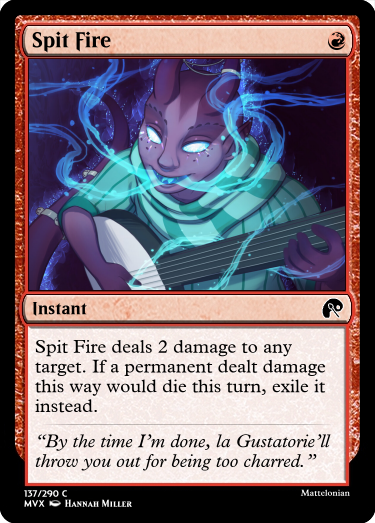 Spit Fire
Instant
Spit Fire deals 2 damage to any
target. If a permanent dealt damage
this way would die this turn, exile it
instead.
“By the time I’m done, la Gustatorie’ll
throw you out for being too charred.”
137/290 C
Mattelonian
MVX Hannah Miller